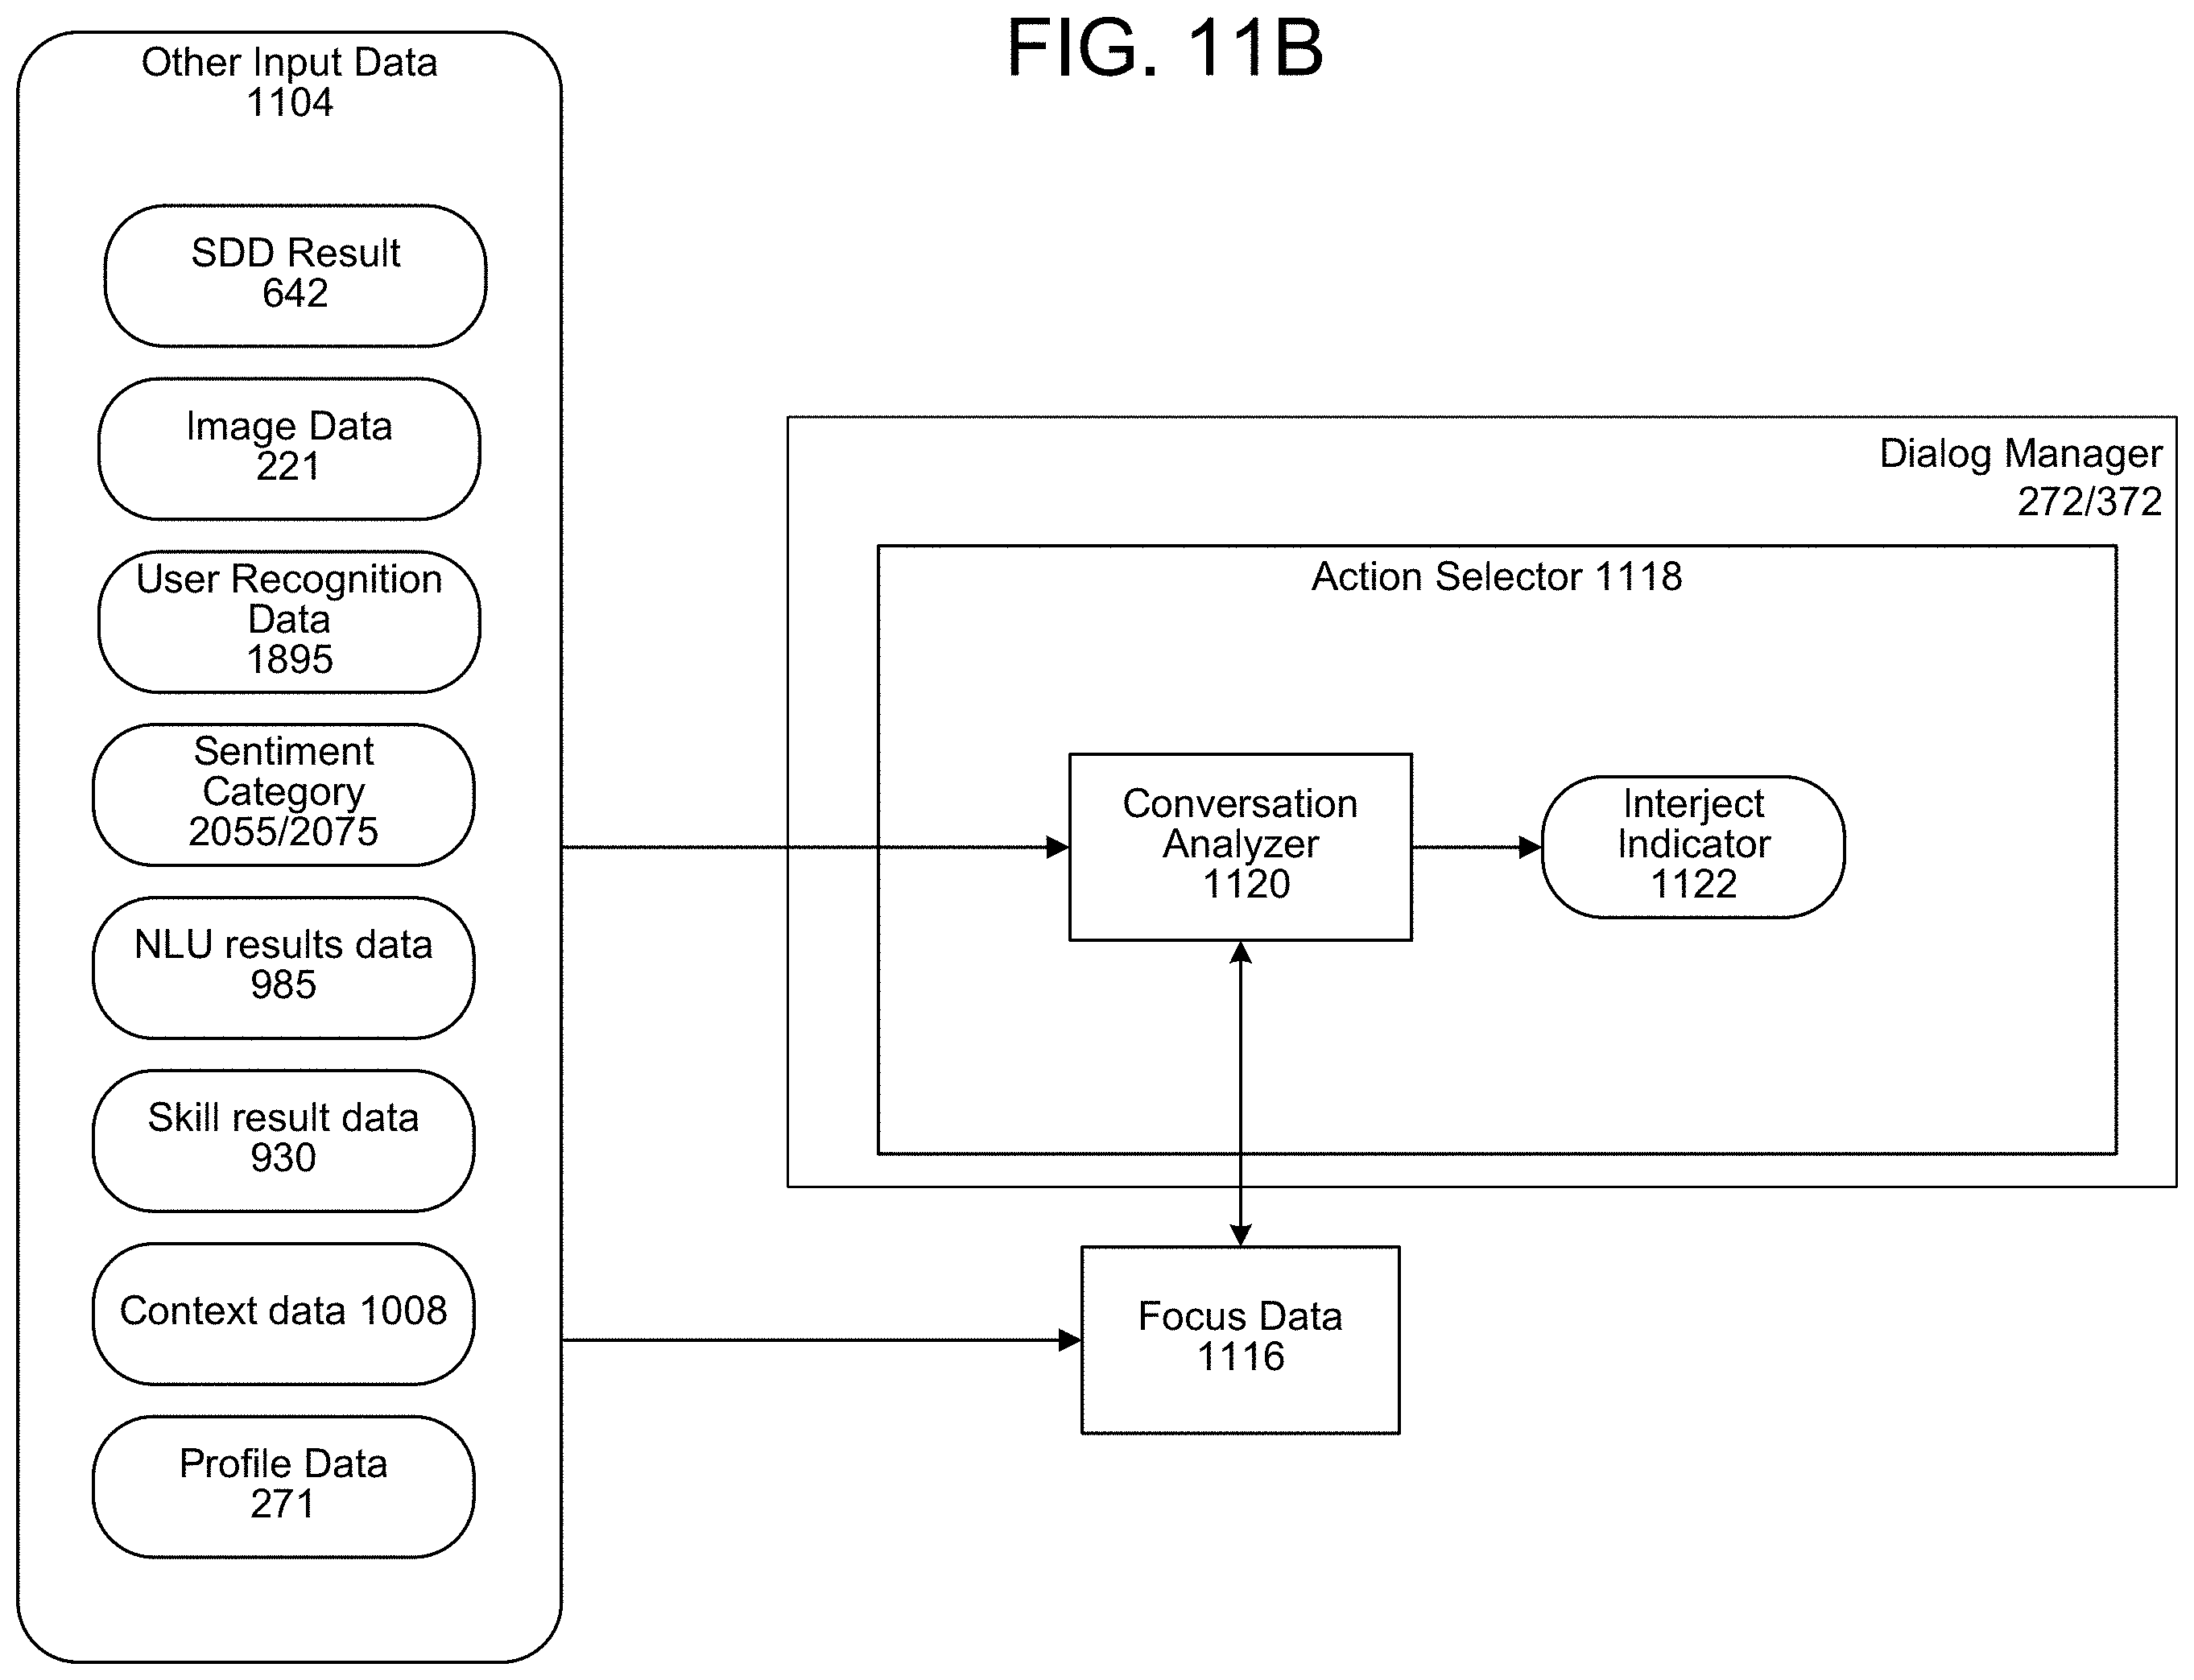 FIG. 11B
Other Input Data
1104
SDD Result
642
Image Data
221
User Recognition
Data
1895
Sentiment
Category
2055/2075
NLU results data
985
Skill result data
930
Context data 1008
Profile Data
271
Dialog Manager
272/372
Action Selector 1118
Conversation
Analyzer
1120
Interject
Indicator
1122
Focus Data
1116